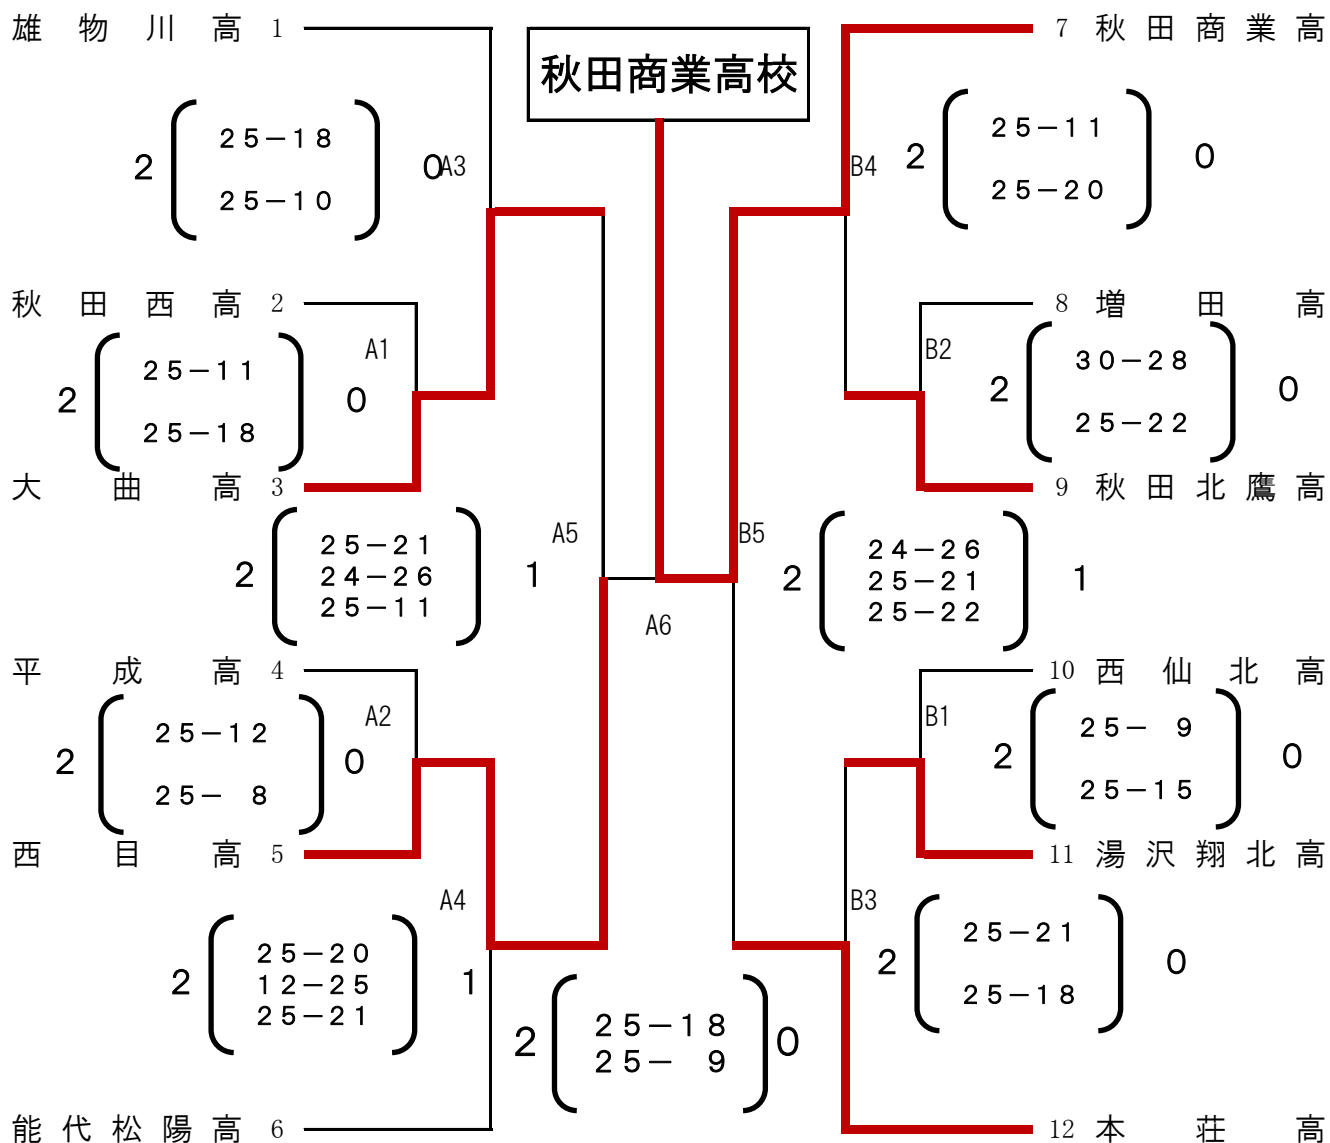 雄物川高 1
秋田商業高校
7 秋田商業高
2 25-18 0
25-10
A3
B4
2 25-11 0
25-20
秋田西高 2
8 増田高
A1
2 25-11 0
25-18
B2
2 30-28 0
25-22
大曲高 3
9 秋田北鷹高
2 25-21 1
24-26
25-11
A5
B5
2 24-26 1
25-21
25-22
A6
平成高 4
10 西仙北高
A2
2 25-12 0
25- 8
B1
2 25- 9 0
25-15
西目高 5
11 湯沢翔北高
A4
2 25-20 1
12-25
25-21
B3
2 25-21 0
25-18
2 25-18 0
25- 9
能代松陽高 6
12 本荘高